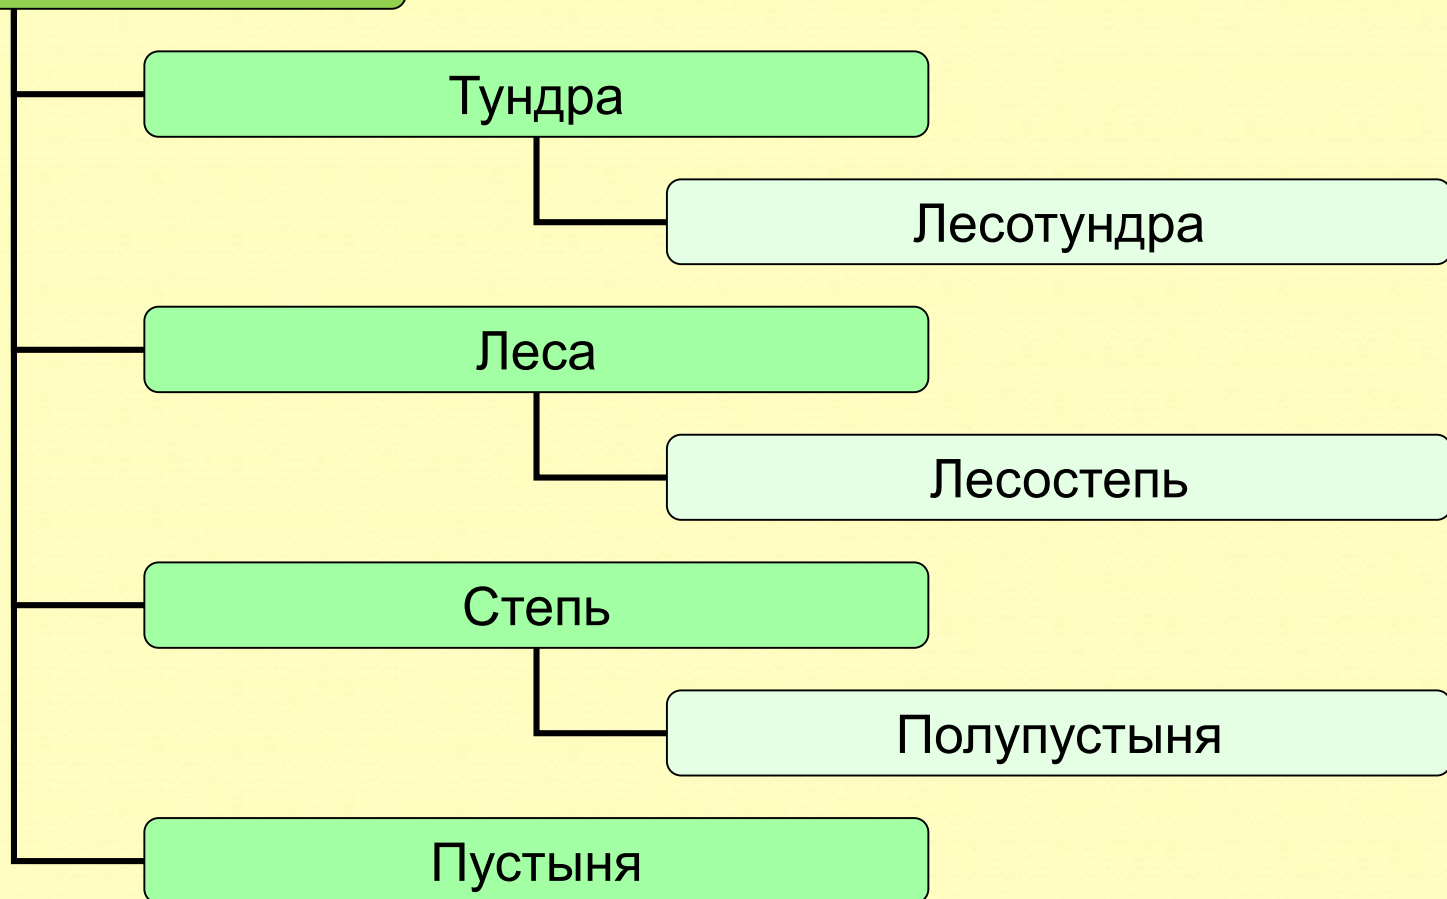 Тундра
Лесотундра
Леса
Лесостепь
Степь
Полупустыня
Пустыня